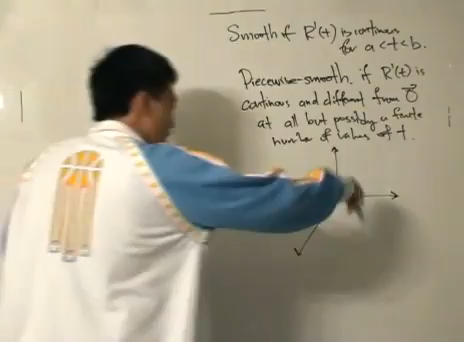 Smooth if R'(t) is continuous
for a < t < b.
Piecewise-smooth. if R'(t) is
continuous and different from 0⃗
at all but possibly a finite
number of values of t.